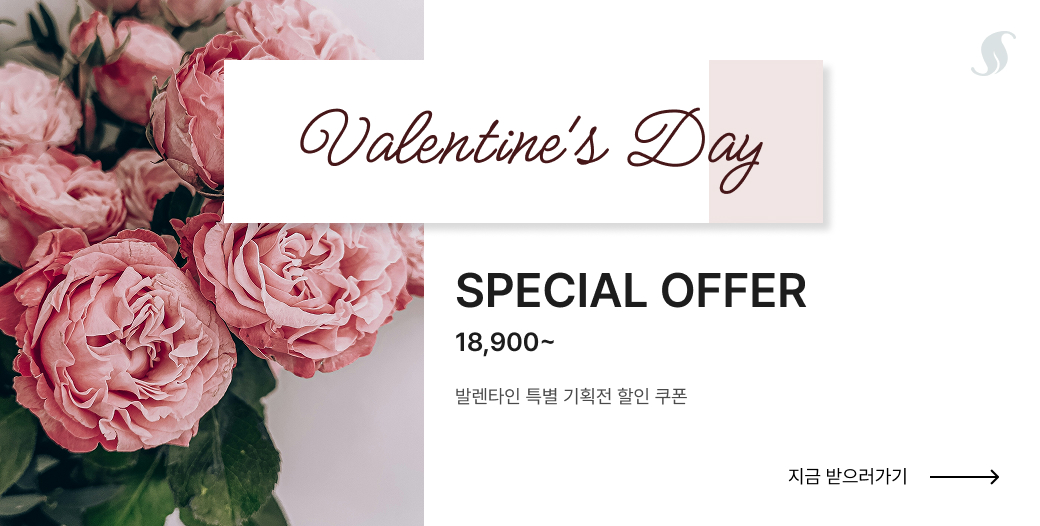 Valentine's Day
SPECIAL OFFER
18,900~
발렌타인 특별 기획전 할인 쿠폰
지금 받으러가기